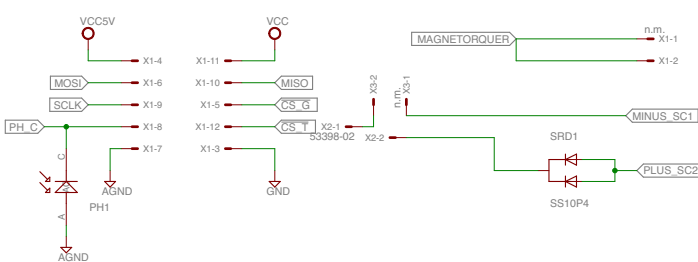 VCC5V
VCC
X1-4
X1-11
MOSI
X1-6
X1-10
MISO
SCLK
X1-9
X1-5
CS_G
PH_C
X1-8
X1-12
CS_T
X1-7
X1-3
AGND
GND
C
A
PH1
AGND
MAGNETORQUER
n.m.
X1-1
X1-2
X3-2
n.m.
X3-1
MINUS_SC1
X2-1
53398-02
X2-2
SRD1
PLUS_SC2
SS10P4